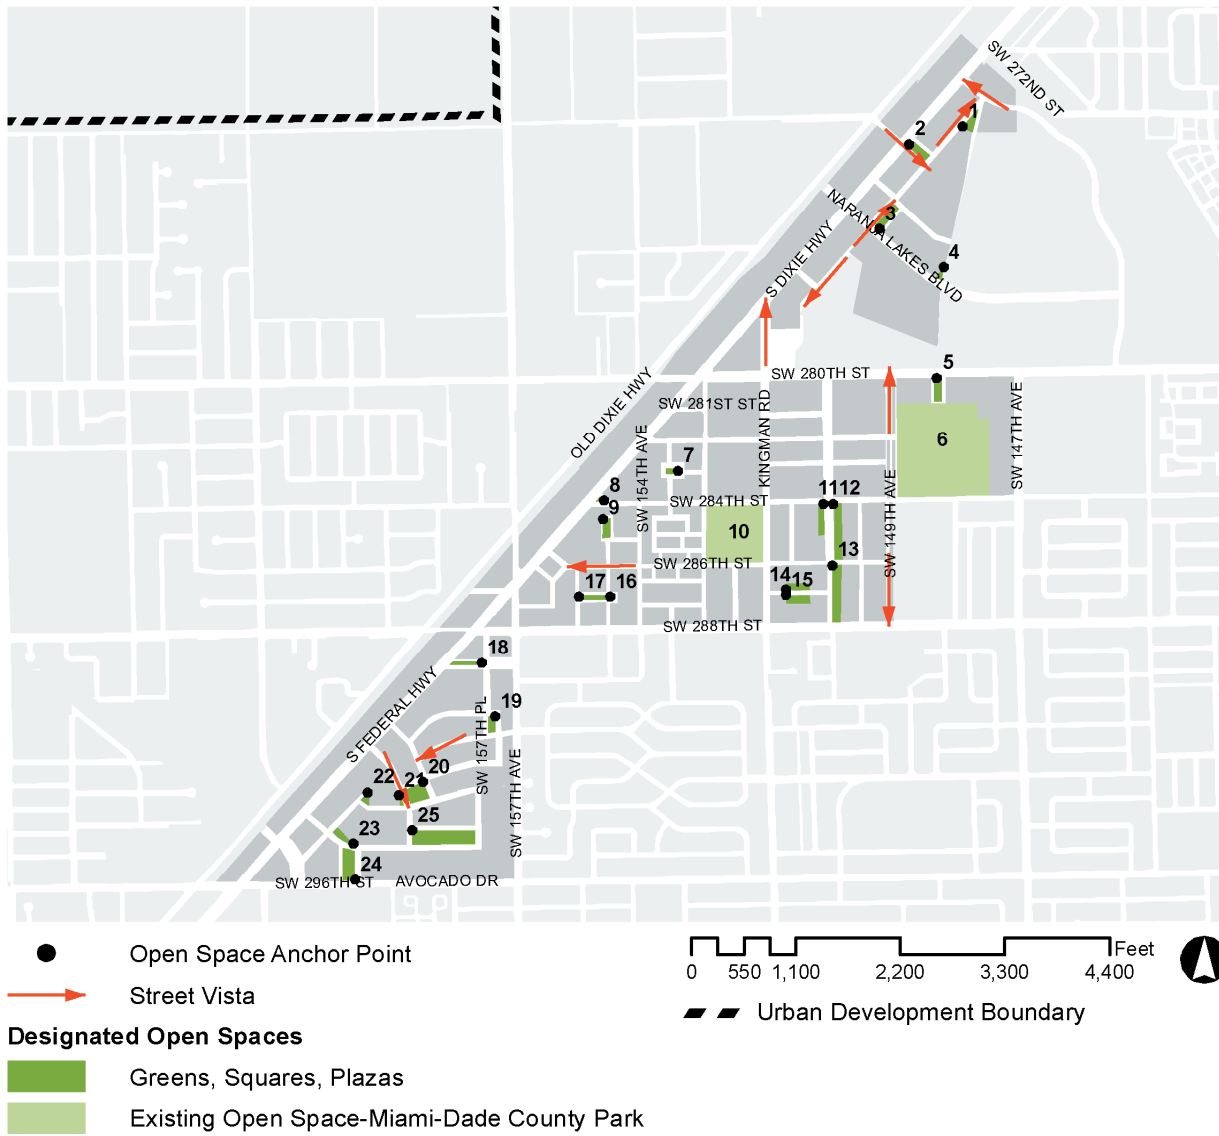 SW 272ND ST
1
2
NARANJA LAKES BLVD
3
S DIXIE HWY
4
5
SW 280TH ST
OLD DIXIE HWY
SW 281ST ST
KINGMAN RD
SW 147TH AVE
6
SW 154TH AVE
7
8
SW 284TH ST
11
12
SW 149TH AVE
9
10
13
SW 286TH ST
14
15
17
16
SW 288TH ST
18
S FEDERAL HWY
19
SW 157TH PL
SW 157TH AVE
20
22
21
25
23
24
SW 296TH ST
AVOCADO DR
Open Space Anchor Point
Street Vista
Designated Open Spaces
Greens, Squares, Plazas
Existing Open Space-Miami-Dade County Park
Feet
0 550 1,100 2,200 3,300 4,400
Urban Development Boundary